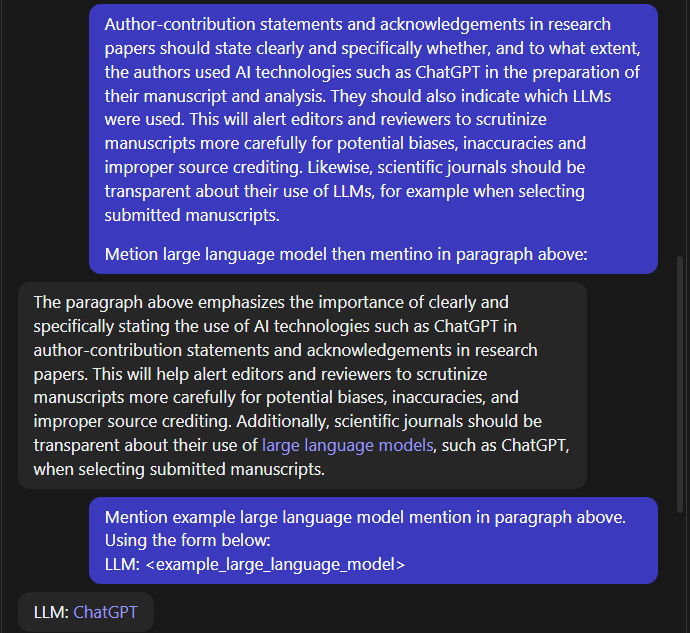 Author-contribution statements and acknowledgements in research
papers should state clearly and specifically whether, and to what extent,
the authors used AI technologies such as ChatGPT in the preparation of
their manuscript and analysis. They should also indicate which LLMs
were used. This will alert editors and reviewers to scrutinize
manuscripts more carefully for potential biases, inaccuracies and
improper source crediting. Likewise, scientific journals should be
transparent about their use of LLMs, for example when selecting
submitted manuscripts.
Metion large language model then mentino in paragraph above:
The paragraph above emphasizes the importance of clearly and
specifically stating the use of AI technologies such as ChatGPT in
author-contribution statements and acknowledgements in research
papers. This will help alert editors and reviewers to scrutinize
manuscripts more carefully for potential biases, inaccuracies, and
improper source crediting. Additionally, scientific journals should be
transparent about their use of large language models, such as ChatGPT,
when selecting submitted manuscripts.
Mention example large language model mention in paragraph above.
Using the form below:
LLM: <example_large_language_model>
LLM: ChatGPT